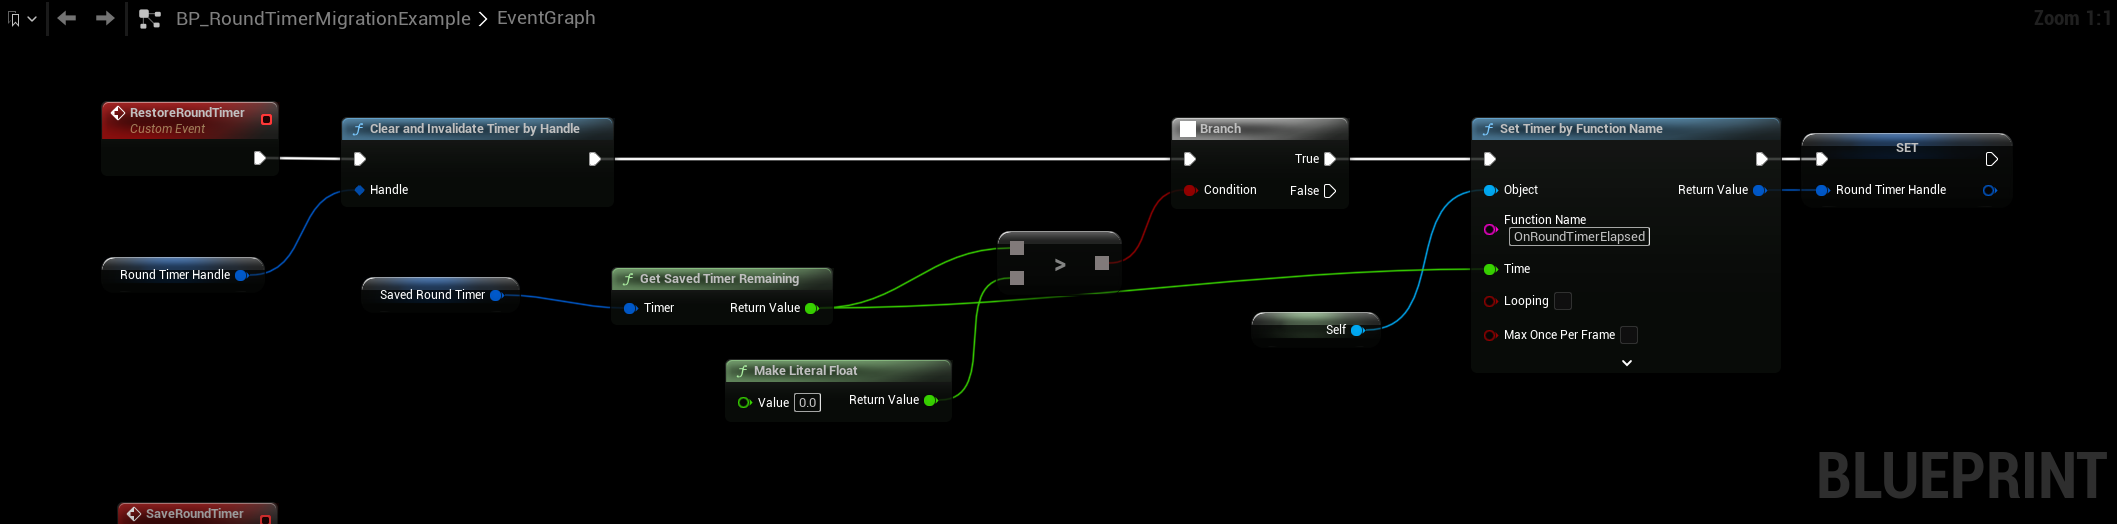 BP_RoundTimerMigrationExample > EventGraph
Zoom 1:1
RestoreRoundTimer
Custom Event
Clear and Invalidate Timer by Handle
Handle
Round Timer Handle
Saved Round Timer
Get Saved Timer Remaining
Timer
Return Value
Make Literal Float
Value 0.0
Return Value
>
Branch
True
Condition
False
Self
Set Timer by Function Name
Object
Return Value
Function Name
OnRoundTimerElapsed
Time
Looping
Max Once Per Frame
SET
Round Timer Handle
SaveRoundTimer
BLUEPRINT